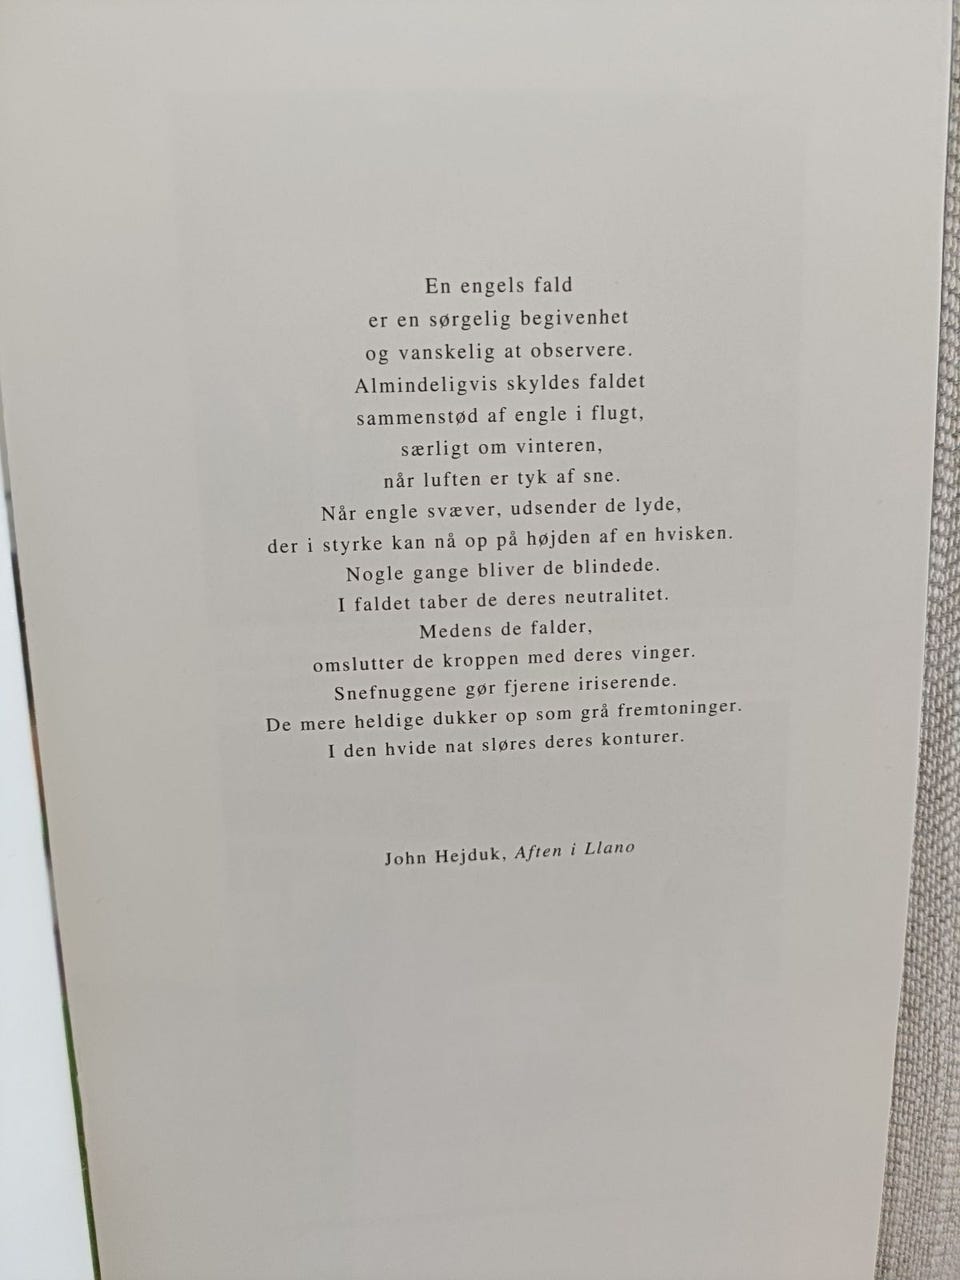 En engels fald
er en sørgelig begivenhet
og vanskelig at observere.
Almindeligvis skyldes faldet
sammenstød af engle i flugt,
særligt om vinteren,
når luften er tyk af sne.
Når engle svæver, udsender de lyde,
der i styrke kan nå op på højden af en hvisken.
Nogle gange bliver de blindede.
I faldet taber de deres neutralitet.
Medens de falder,
omslutter de kroppen med deres vinger.
Snefnuggene gør fjerene iriserende.
De mere heldige dukker op som grå fremtoninger.
I den hvide nat sløres deres konturer.
John Hejduk, Aften i Llano